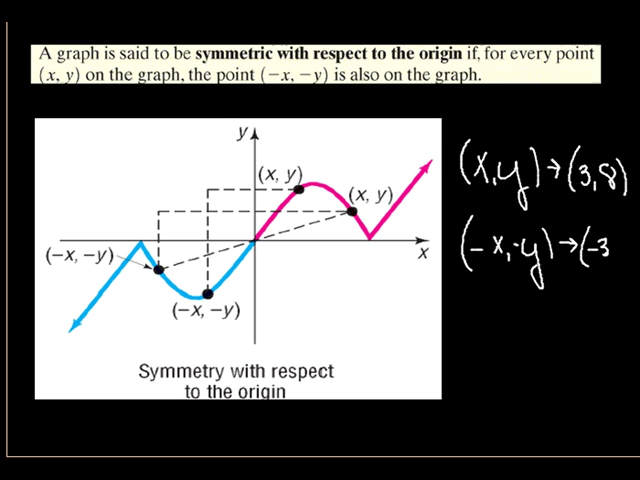 A graph is said to be symmetric with respect to the origin if, for every point
(x, y) on the graph, the point (−x, −y) is also on the graph.
y
(x, y)
(x, y)
(−x, −y)
x
(−x, −y)
Symmetry with respect
to the origin
(x,y)→(3,8)
(-x,-y)→(-3